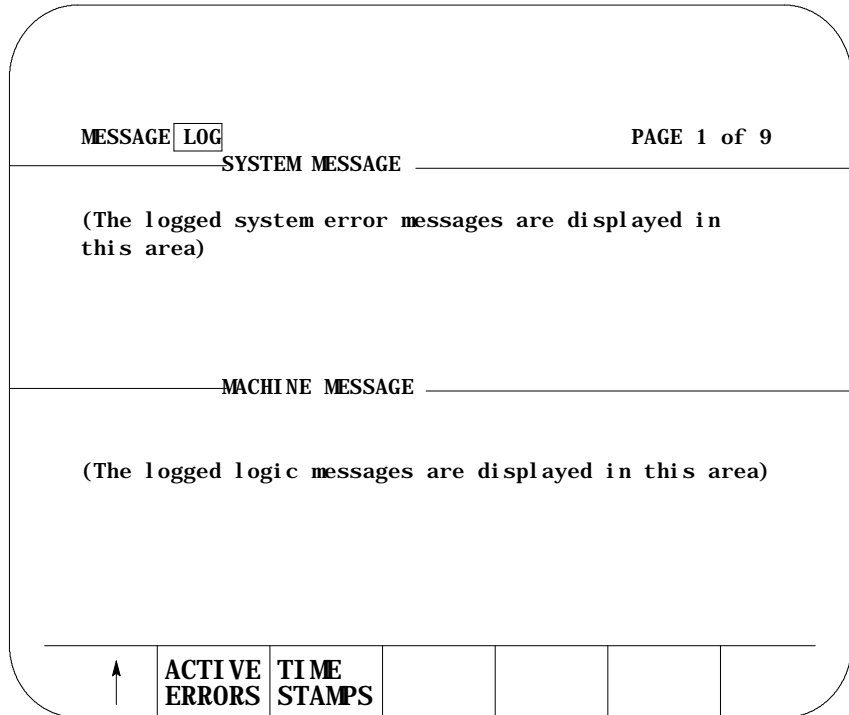 MESSAGE LOG PAGE 1 of 9
SYSTEM MESSAGE
(The logged system error messages are displayed in
this area)
MACHINE MESSAGE
(The logged logic messages are displayed in this area)
ACTIVE TIME
ERRORS STAMPS